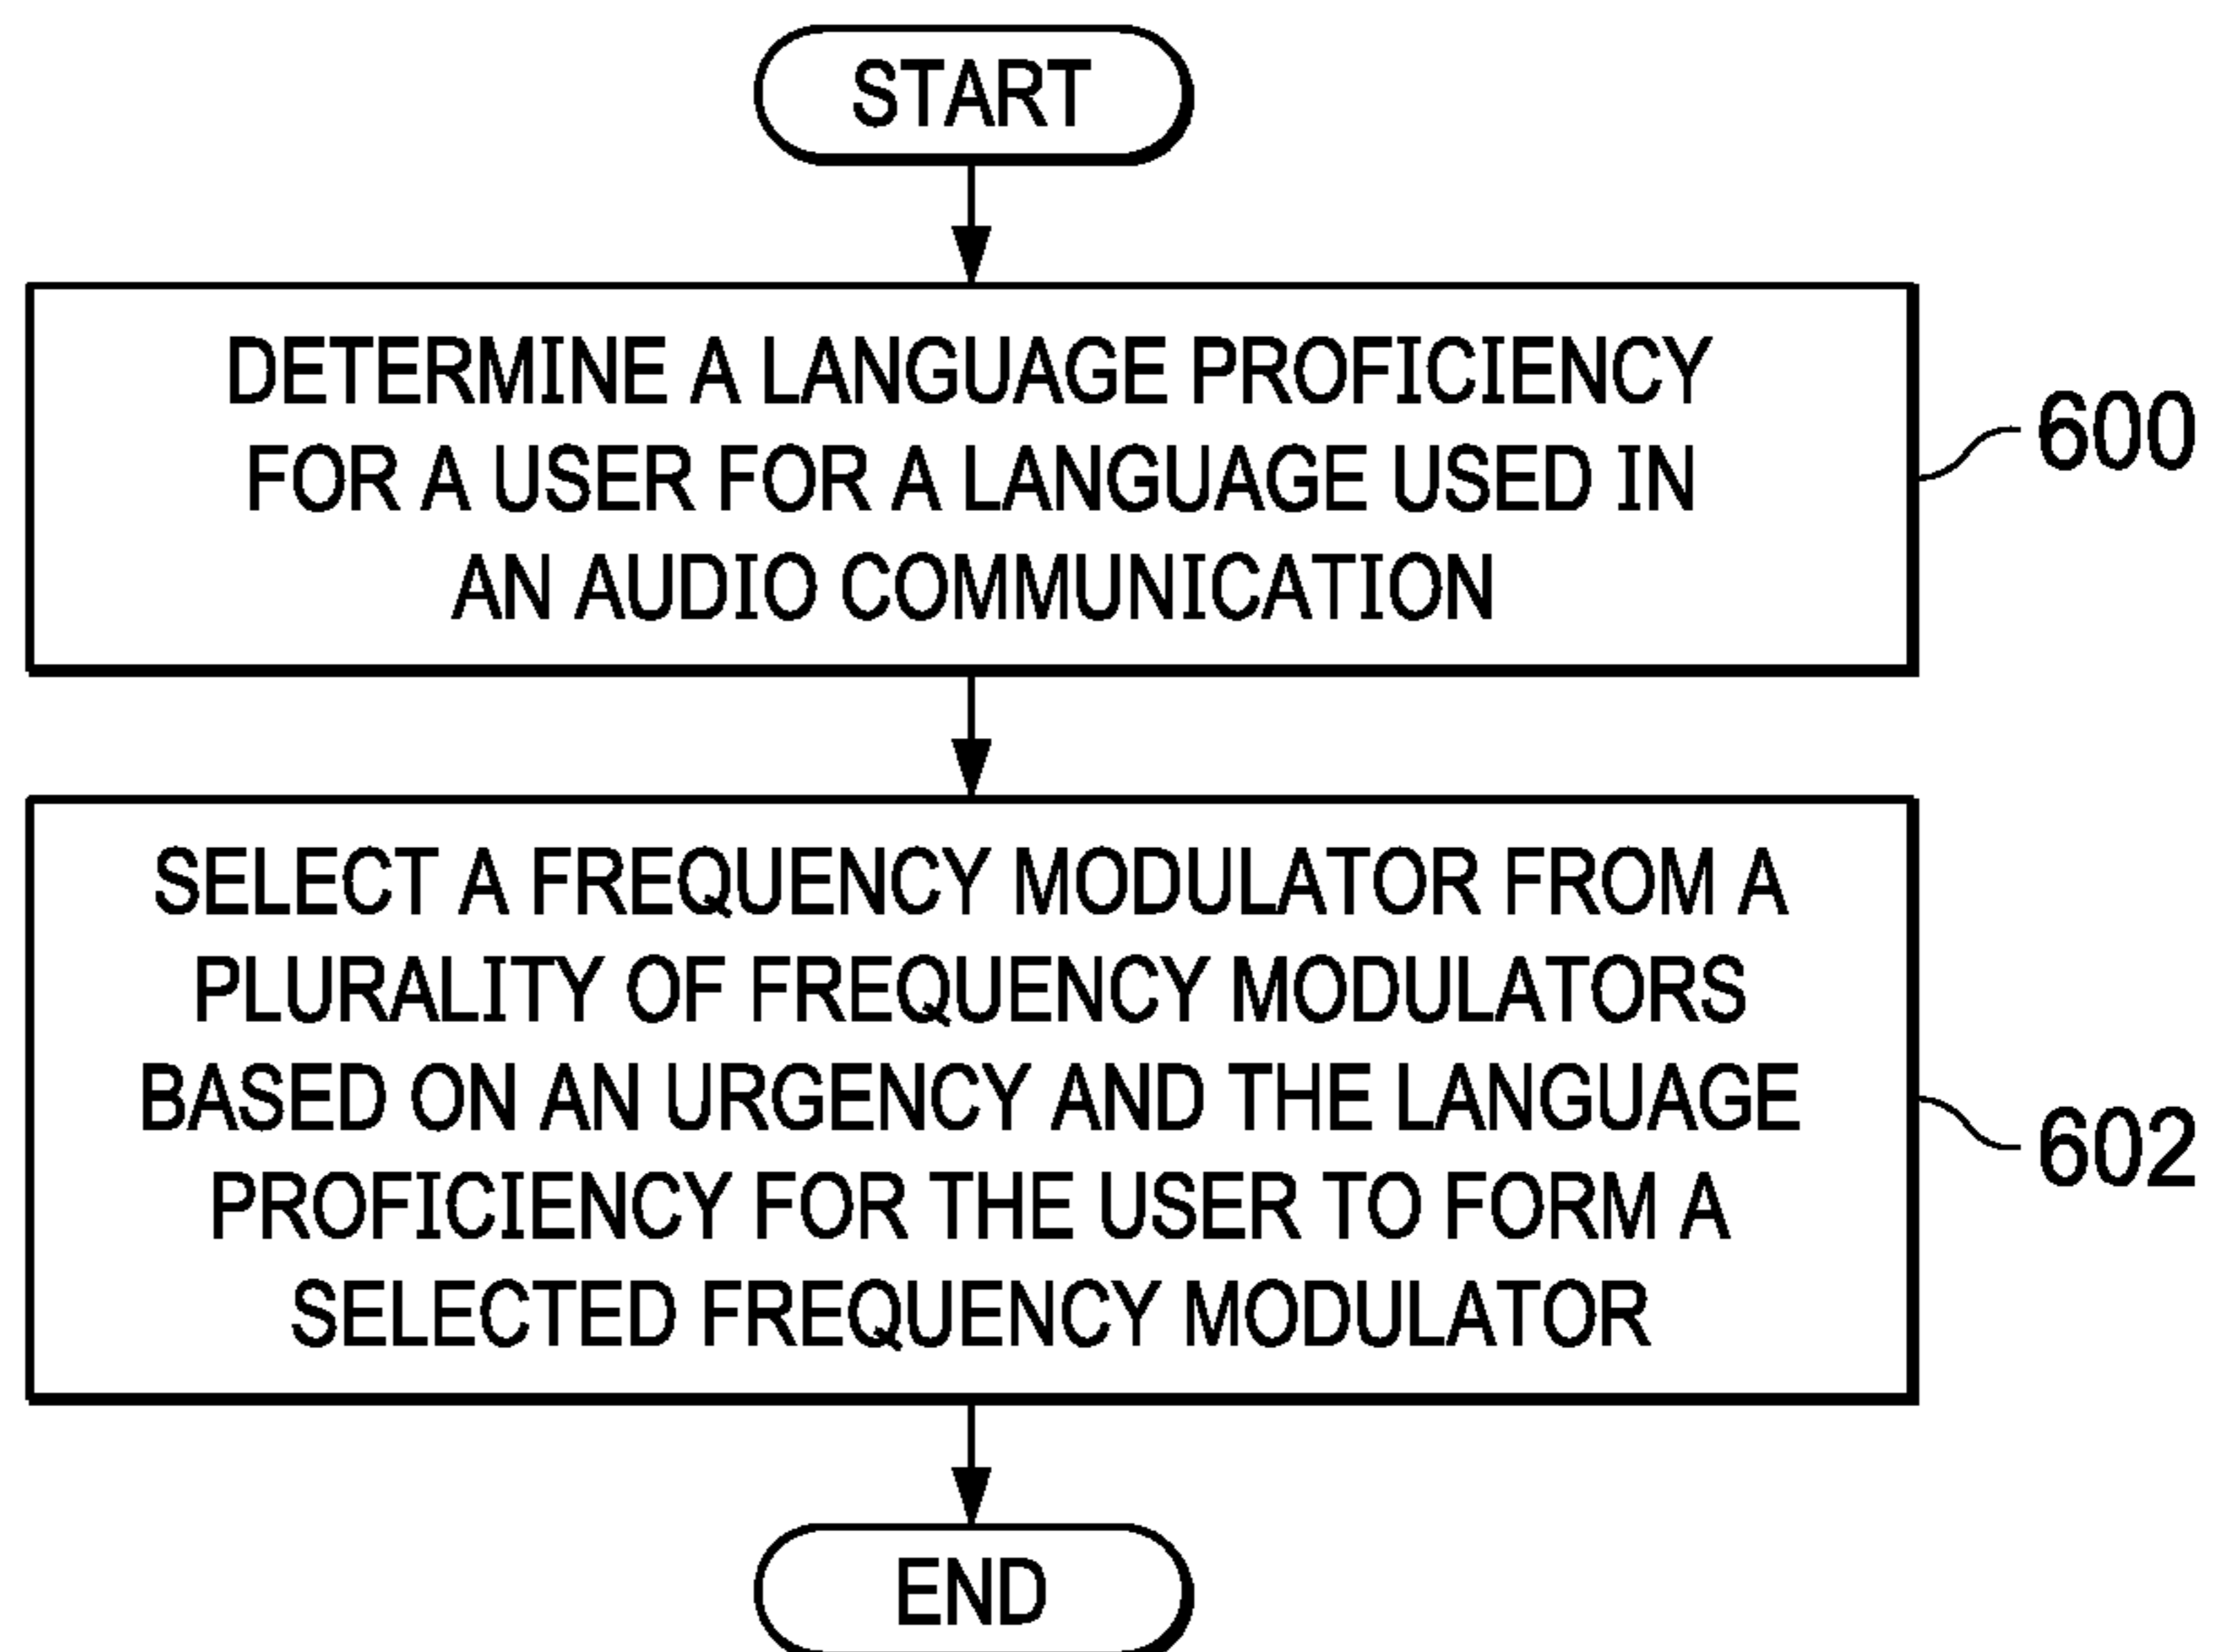 START
DETERMINE A LANGUAGE PROFICIENCY
FOR A USER FOR A LANGUAGE USED IN
AN AUDIO COMMUNICATION
600
SELECT A FREQUENCY MODULATOR FROM A
PLURALITY OF FREQUENCY MODULATORS
BASED ON AN URGENCY AND THE LANGUAGE
PROFICIENCY FOR THE USER TO FORM A
SELECTED FREQUENCY MODULATOR
602
END